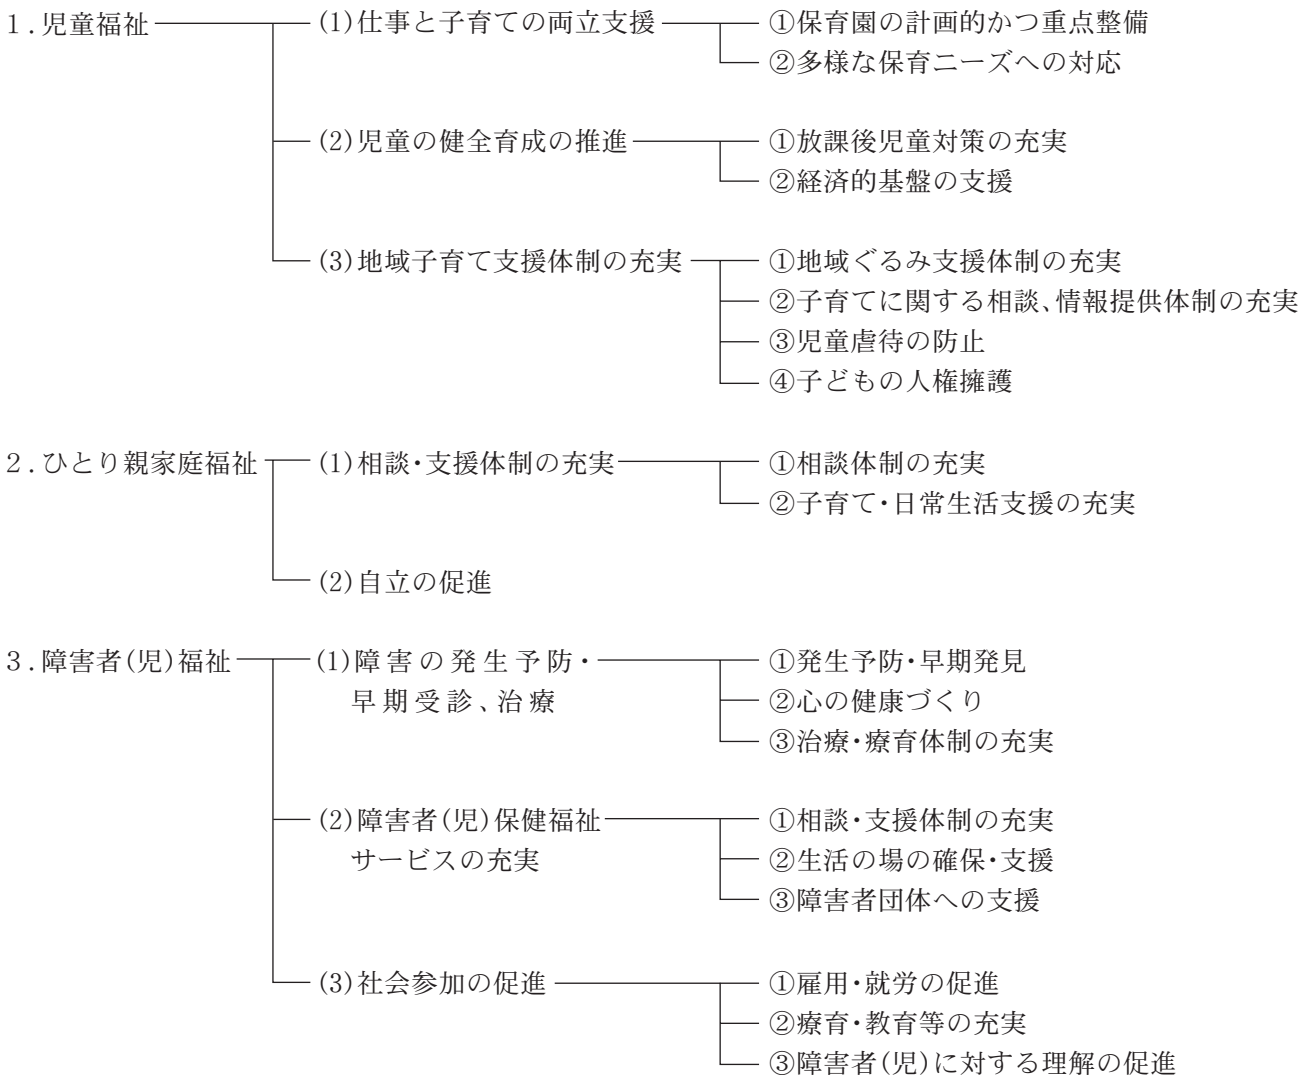 1.児童福祉
(1)仕事と子育ての両立支援
①保育園の計画的かつ重点整備
②多様な保育ニーズへの対応
(2)児童の健全育成の推進
①放課後児童対策の充実
②経済的基盤の支援
(3)地域子育て支援体制の充実
①地域ぐるみ支援体制の充実
②子育てに関する相談、情報提供体制の充実
③児童虐待の防止
④子どもの人権擁護
2.ひとり親家庭福祉
(1)相談・支援体制の充実
①相談体制の充実
②子育て・日常生活支援の充実
(2)自立の促進
3.障害者(児)福祉
(1)障害の発生予防・
早期受診、治療
①発生予防・早期発見
②心の健康づくり
③治療・療育体制の充実
(2)障害者(児)保健福祉
サービスの充実
①相談・支援体制の充実
②生活の場の確保・支援
③障害者団体への支援
(3)社会参加の促進
①雇用・就労の促進
②療育・教育等の充実
③障害者(児)に対する理解の促進